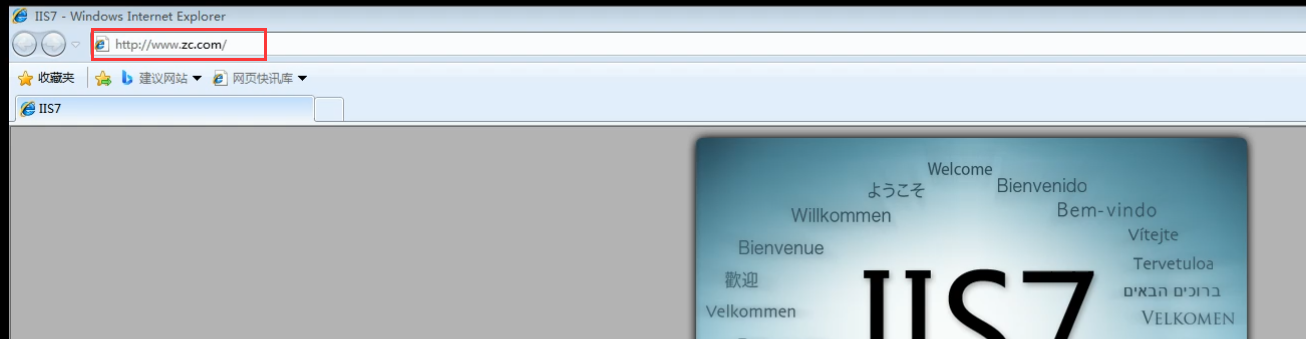 IIS7 - Windows Internet Explorer
http://www.zc.com/
收藏夹 建议网站 网页快讯库
IIS7
Welcome
ようこそ
Bienvenido
Willkommen
Bem-vindo
Bienvenue
Vítejte
歡迎
Tervetuloa
ברוכים הבאים
Velkommen
VELKOMEN
IIS7